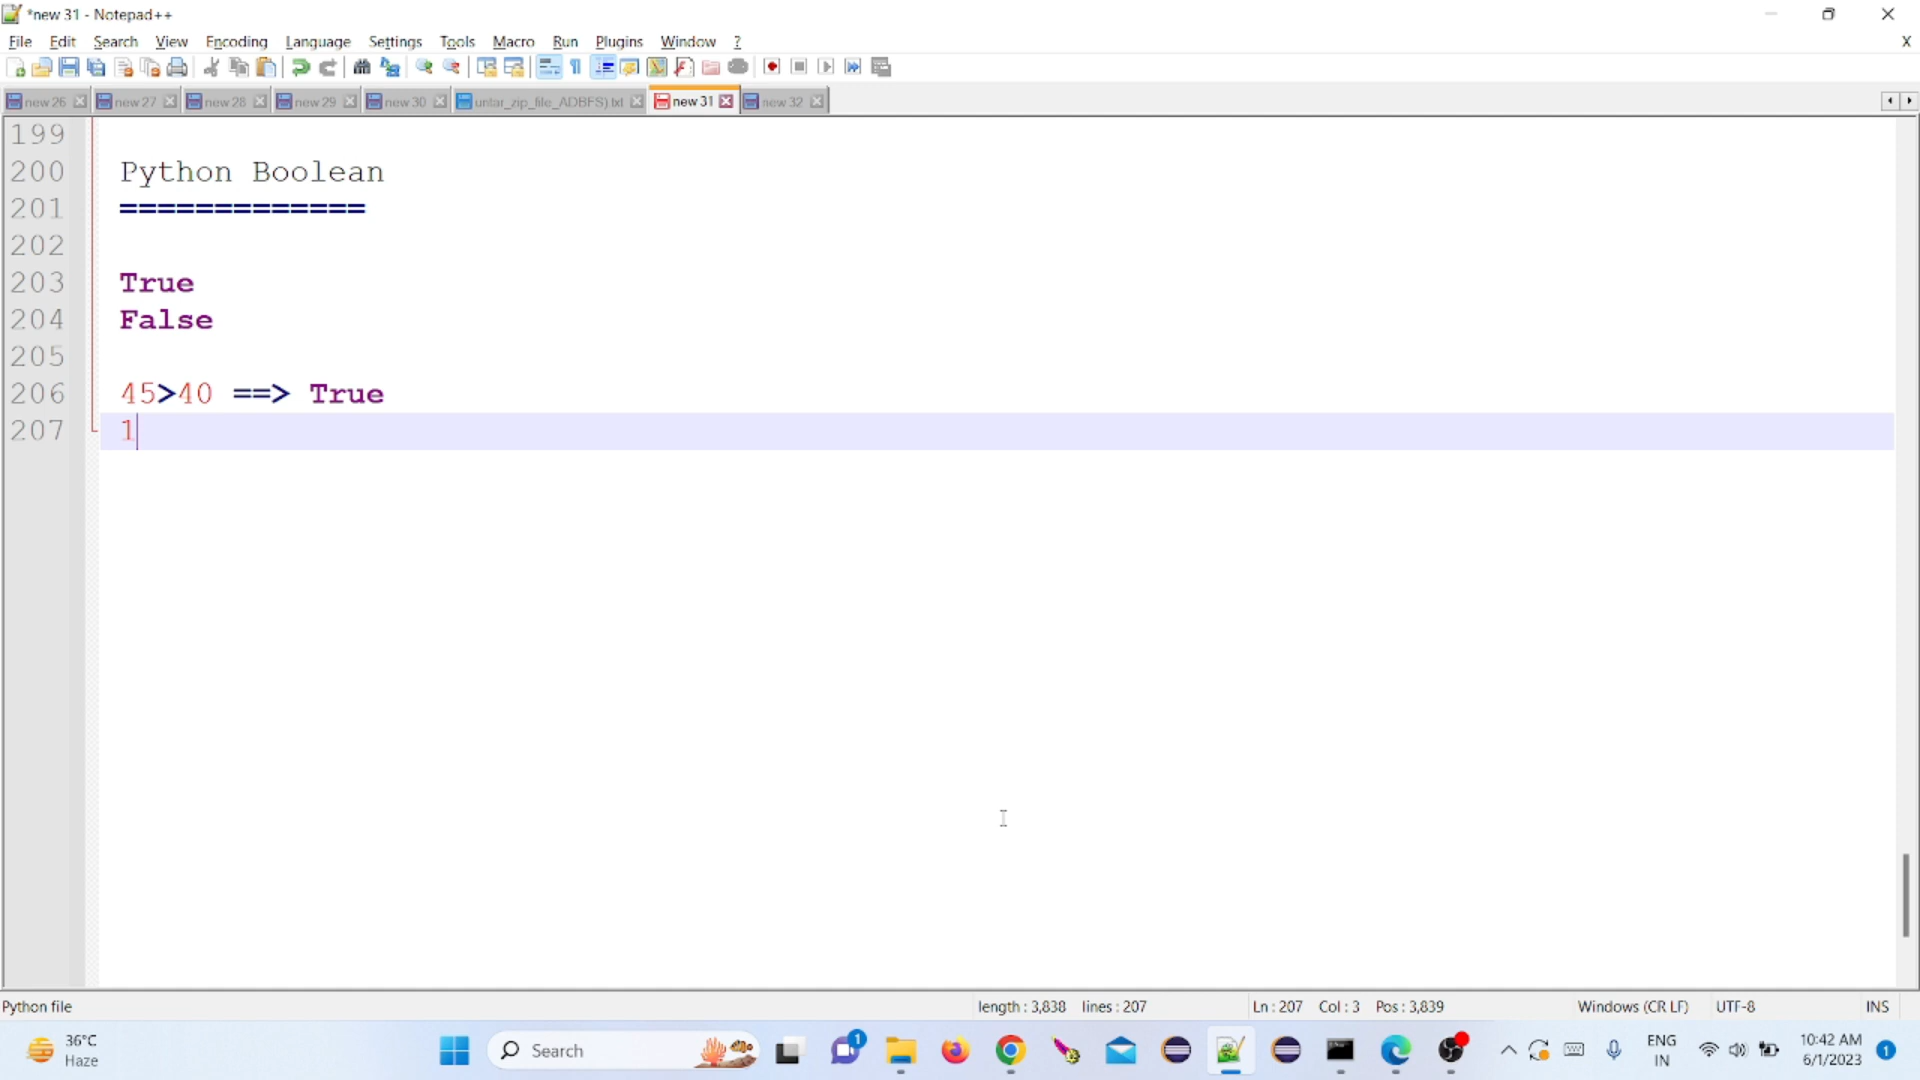 *new 31 - Notepad++
File Edit Search View Encoding Language Settings Tools Macro Run Plugins Window ?
X
new 26 new 27 new 28 new 29 new 30 untar_zip_file_ADBFS).txt new 31 new 32
199
200 Python Boolean
201 =============
202
203 True
204 False
205
206 45>40 ==> True
207 1
Python file length : 3,838 lines : 207 Ln : 207 Col : 3 Pos : 3,839 Windows (CR LF) UTF-8 INS
36°C
Haze
Search
1
ENG
IN
10:42 AM
6/1/2023
1